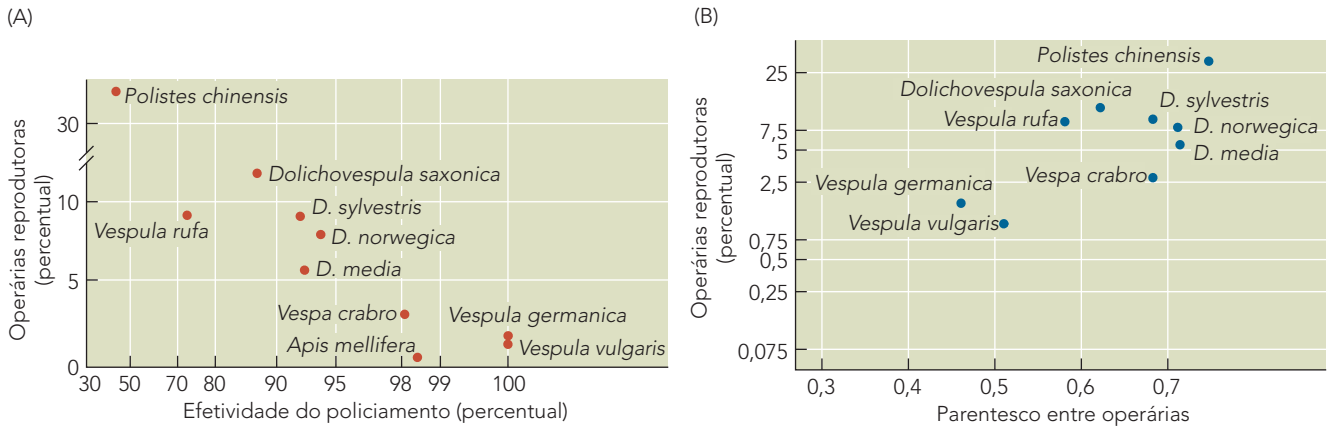 (A)
Operárias reprodutoras
(percentual)
30
10
5
0
Polistes chinensis
Dolichovespula saxonica
Vespula rufa
D. sylvestris
D. norwegica
D. media
Vespa crabro
Vespula germanica
Apis mellifera
Vespula vulgaris
30 50 70 80 90 95 98 99 100
Efetividade do policiamento (percentual)
(B)
Operárias reprodutoras
(percentual)
25
7,5
5
2,5
0,75
0,5
0,25
0,075
Polistes chinensis
Dolichovespula saxonica
D. sylvestris
Vespula rufa
D. norwegica
D. media
Vespa crabro
Vespula germanica
Vespula vulgaris
0,3 0,4 0,5 0,6 0,7
Parentesco entre operárias